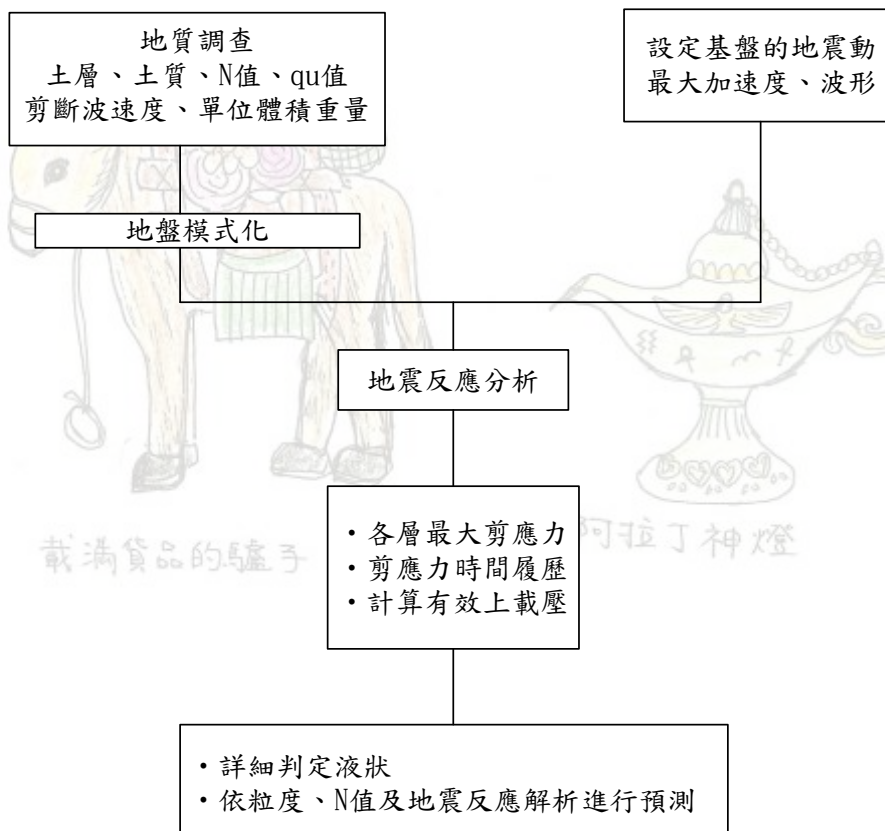 地質調查
土層、土質、N值、qu值
剪斷波速度、單位體積重量
設定基盤的地震動
最大加速度、波形
地盤模式化
地震反應分析
・各層最大剪應力
・剪應力時間履歷
・計算有效上載壓
載滿貨品的驢子
阿拉丁神燈
・詳細判定液狀
・依粒度、N值及地震反應解析進行預測